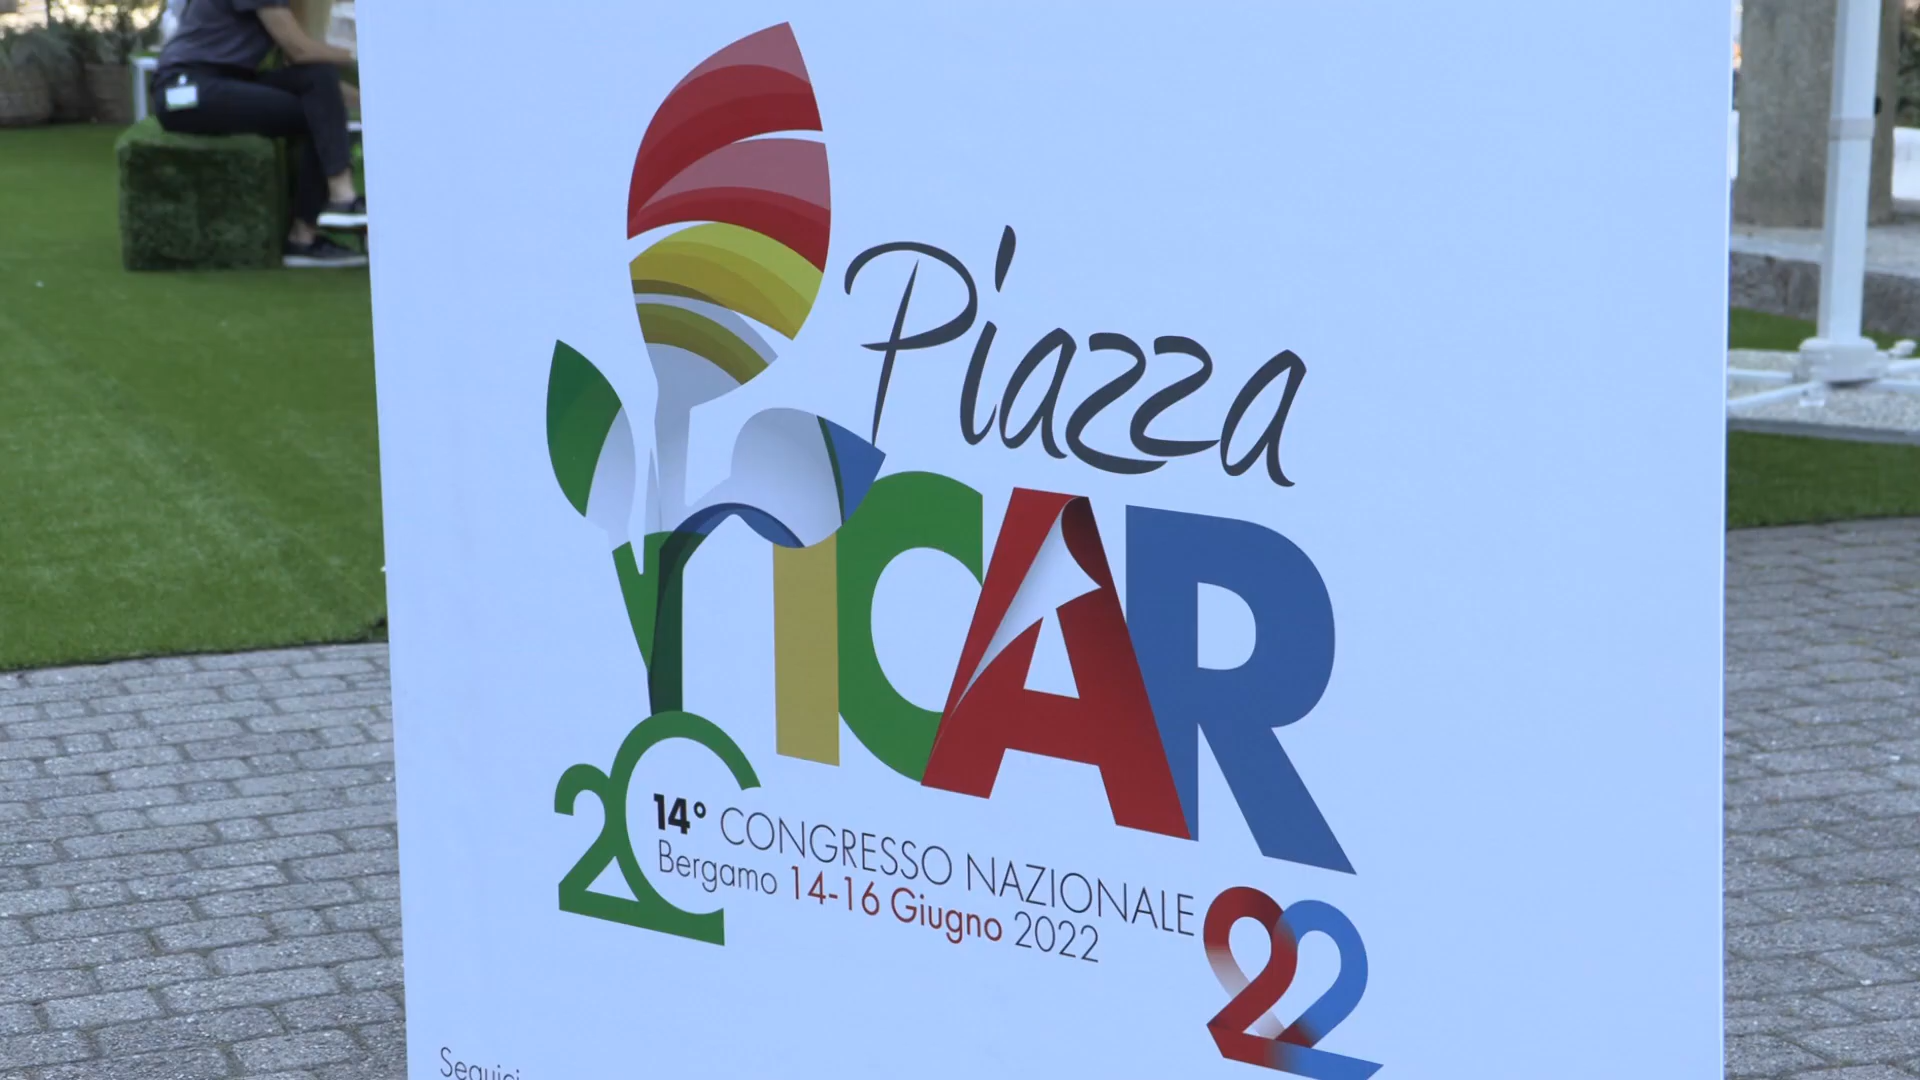 Piazza
ICAR
20
14° CONGRESSO NAZIONALE
Bergamo 14-16 Giugno 2022
22
Seguici